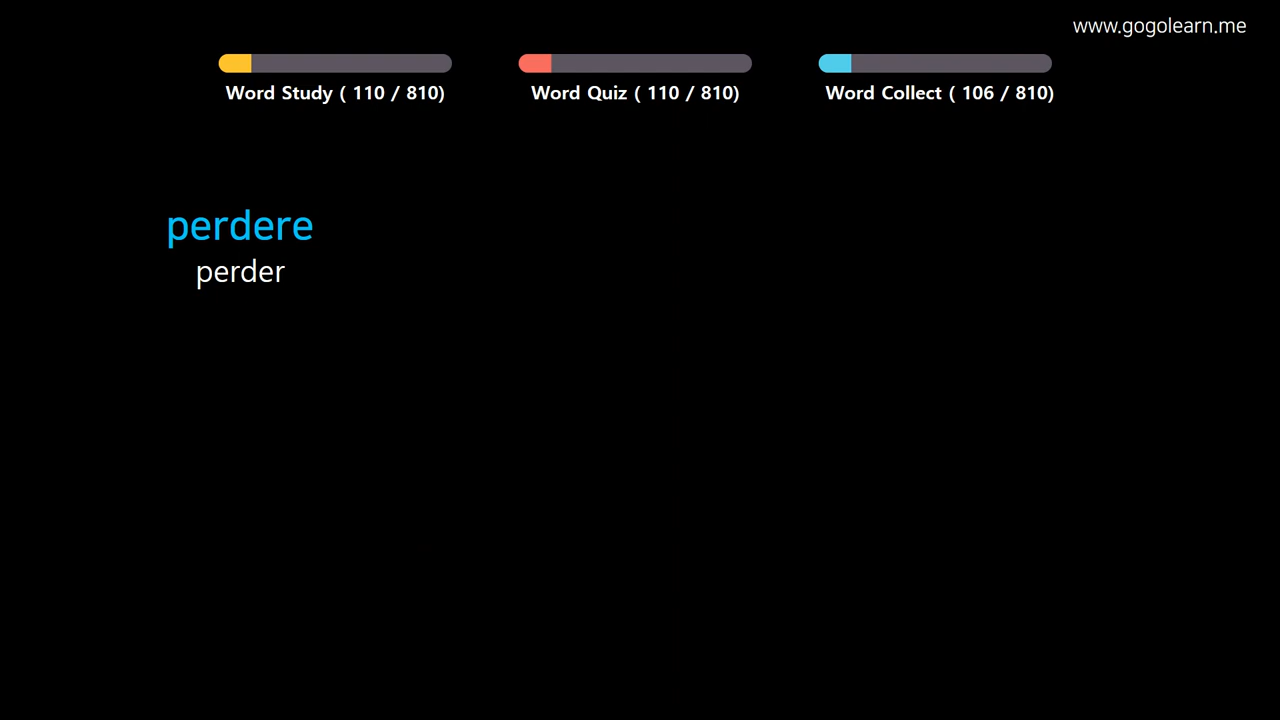 www.gogolearn.me
Word Study ( 110 / 810)
Word Quiz ( 110 / 810)
Word Collect ( 106 / 810)
perdere
perder